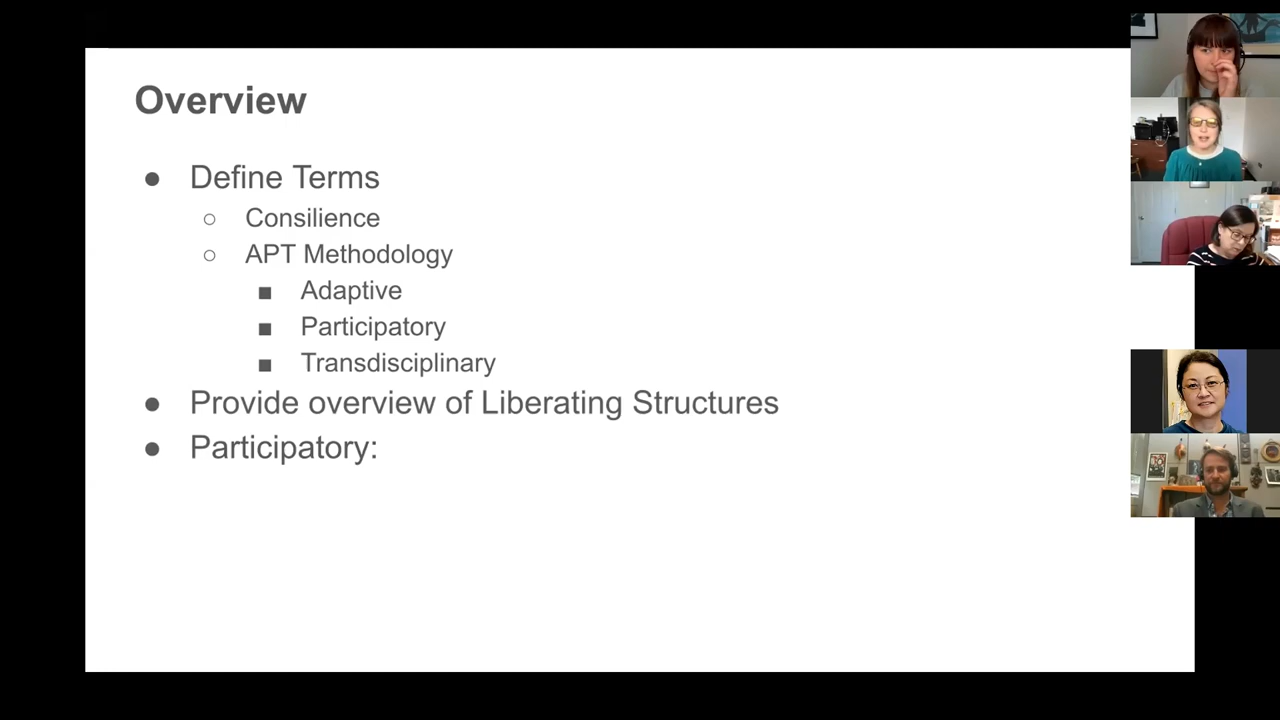 Overview
● Define Terms
○ Consilience
○ APT Methodology
■ Adaptive
■ Participatory
■ Transdisciplinary
● Provide overview of Liberating Structures
● Participatory: